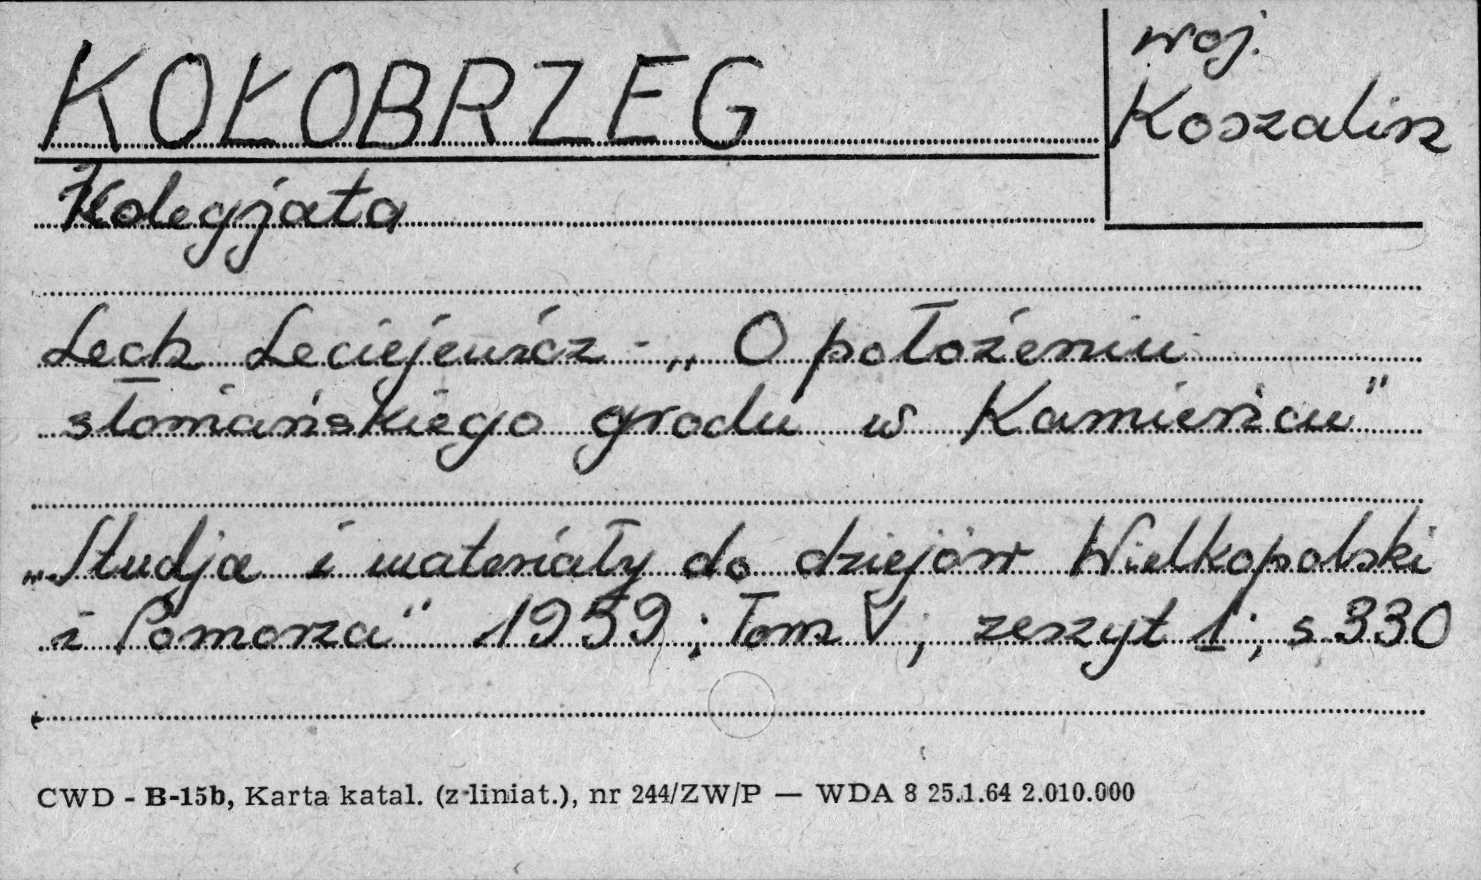 KOŁOBRZEG
woj.
Koszalin
Kolegjata
Lech Leciejewicz - „O położeniu
słowiańskiego grodu w Kamieńcu"
„Studja i materiały do dziejów Wielkopolski
i Pomorza" 1959; Tom V; zeszyt 1; s. 330
CWD - B-15b, Karta katal. (z liniat.), nr 244/ZW/P — WDA 8 25.1.64 2.010.000